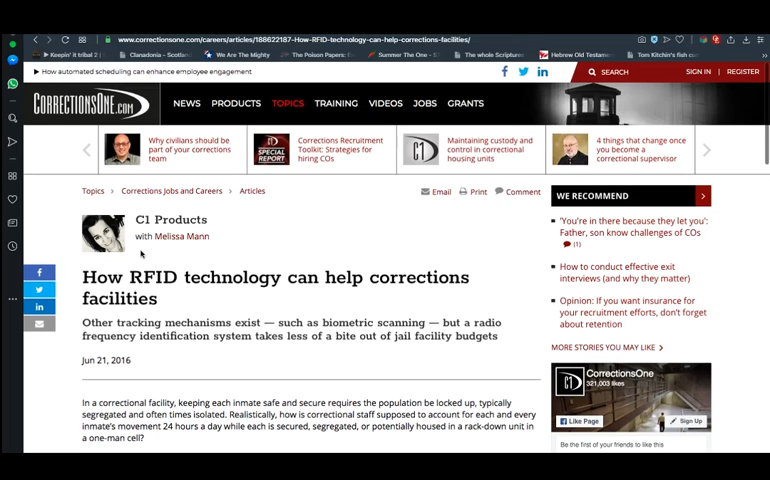 www.correctionsone.com/careers/articles/188622187-How-RFID-technology-can-help-corrections-facilities/
Keepin' it tribal 2
Clanadonia - Scotlan
We Are The Mighty
The Poison Papers: E
Summer The One - S
The whole Scripture
Hebrew Old Testame
Tom Kitchin's fish cu
How automated scheduling can enhance employee engagement
SEARCH
SIGN IN | REGISTER
CORRECTIONSONE.COM
NEWS PRODUCTS TOPICS TRAINING VIDEOS JOBS GRANTS
Why civilians should be
part of your corrections
team
SPECIAL
REPORT
Corrections Recruitment
Toolkit: Strategies for
hiring COs
C1
Maintaining custody and
control in correctional
housing units
4 things that change once
you become a
correctional supervisor
Topics > Corrections Jobs and Careers > Articles
Email Print Comment
C1 Products
with Melissa Mann
How RFID technology can help corrections
facilities
Other tracking mechanisms exist — such as biometric scanning — but a radio
frequency identification system takes less of a bite out of jail facility budgets
Jun 21, 2016
In a correctional facility, keeping each inmate safe and secure requires the population be locked up, typically
segregated and often times isolated. Realistically, how is correctional staff supposed to account for each and every
inmate's movement 24 hours a day while each is secured, segregated, or potentially housed in a rack-down unit in
a one-man cell?
WE RECOMMEND
'You're in there because they let you':
Father, son know challenges of COs
(1)
How to conduct effective exit
interviews (and why they matter)
Opinion: If you want insurance for
your recruitment efforts, don't forget
about retention
MORE STORIES YOU MAY LIKE
C1
CorrectionsOne
321,003 likes
Like Page
Sign Up
Be the first of your friends to like this